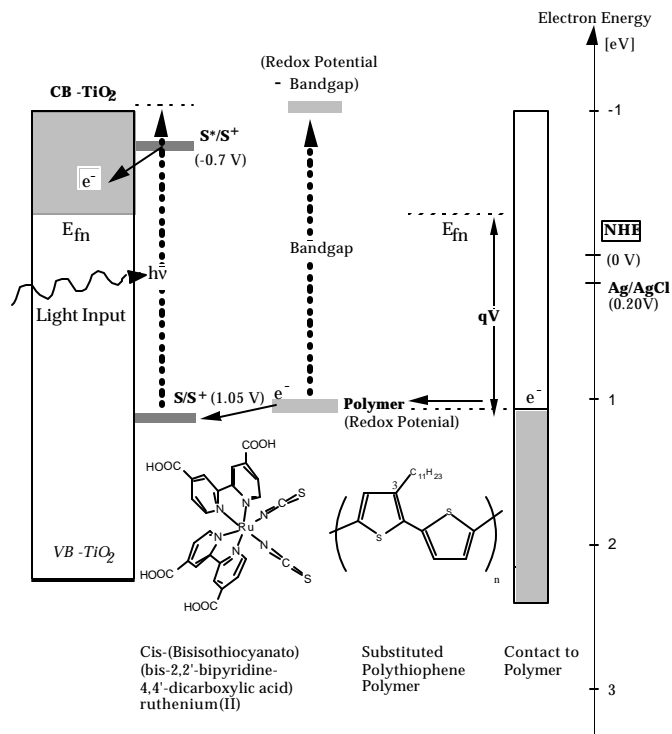 Electron Energy
[eV]
(Redox Potential
- Bandgap)
CB -TiO2
-1
S*/S+
(-0.7 V)
e-
Efn
Efn
NHE
(0 V)
Bandgap
hν
Ag/AgCl
(0.20V)
Light Input
qV
S/S+ (1.05 V)
e-
Polymer
(Redox Potenial)
e-
1
COOH
HOOC
N
N
N
N
Ru
N
C
S
N
C
S
HOOC
HOOC
3
C11H23
S
S
n
VB -TiO2
2
Cis-(Bisisothiocyanato)
(bis-2,2'-bipyridine-
4,4'-dicarboxylic acid)
ruthenium(II)
Substituted
Polythiophene
Polymer
Contact to
Polymer
3